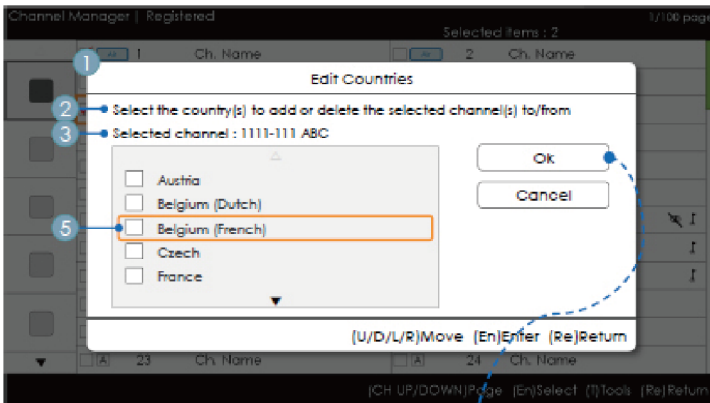 Channel Manager | Registered
1/100 page
Selected items : 2
1 Ch. Name 2 Ch. Name
1
Edit Countries
2 Select the country(s) to add or delete the selected channel(s) to/from
3 Selected channel : 1111-111 ABC
Ok
Austria
Cancel
Belgium (Dutch)
5 Belgium (French)
Czech
France
(U/D/L/R)Move (En)Enter (Re)Return
A 23 Ch. Name A 24 Ch. Name
(CH UP/DOWN)Page (En)Select (T)Tools (Re)Return